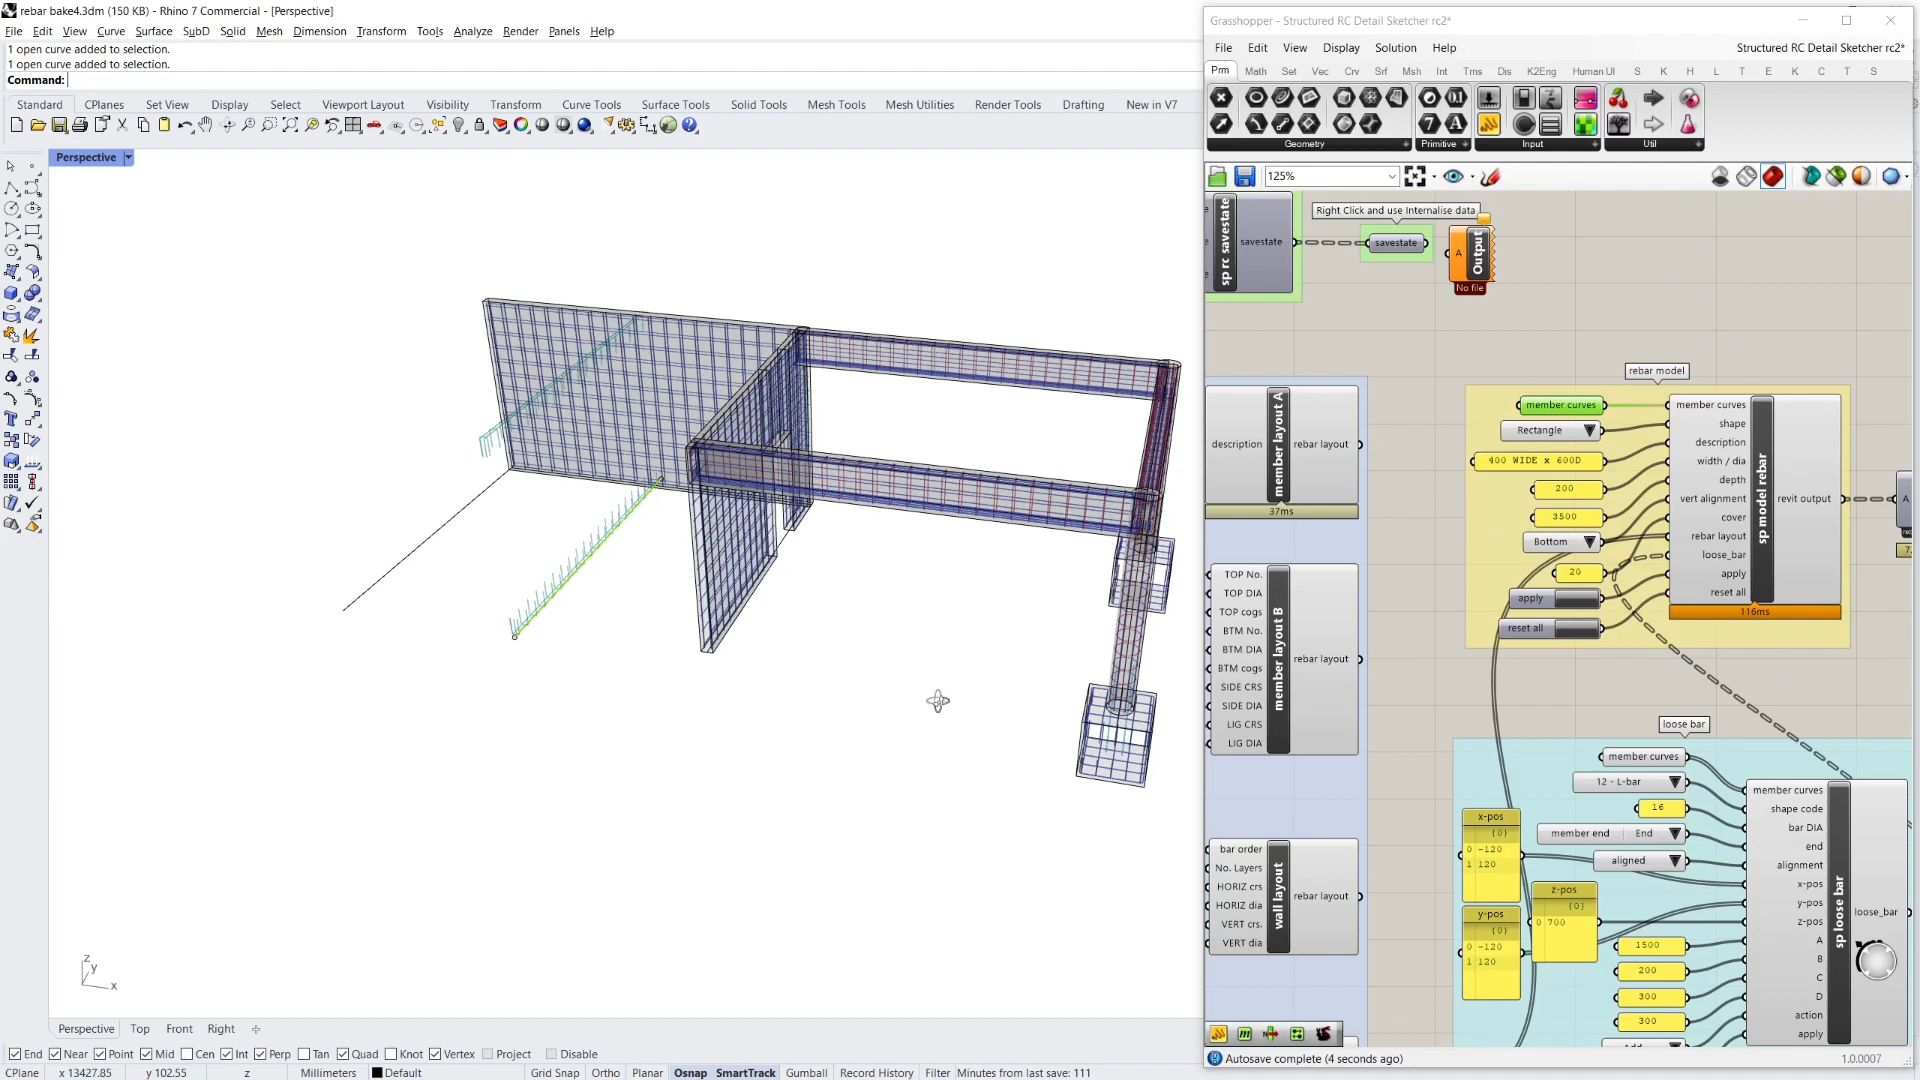 rebar bake4.3dm (150 KB) - Rhino 7 Commercial - [Perspective]
File Edit View Curve Surface SubD Solid Mesh Dimension Transform Tools Analyze Render Panels Help
1 open curve added to selection.
1 open curve added to selection.
Command:
Standard CPlanes Set View Display Select Viewport Layout Visibility Transform Curve Tools Surface Tools Solid Tools Mesh Tools Mesh Utilities Render Tools Drafting New in V7
Perspective
z
y
x
Perspective Top Front Right
End Near Point Mid Cen Int Perp Tan Quad Knot Vertex Project Disable
CPlane x 13427.85 y 102.55 z Millimeters Default Grid Snap Ortho Planar Osnap SmartTrack Gumball Record History Filter Minutes from last save: 111
Grasshopper - Structured RC Detail Sketcher rc2*
File Edit View Display Solution Help Structured RC Detail Sketcher rc2*
Prm Math Set Vec Crv Srf Msh Int Trns Dis K2Eng Human UI S K H L T E K C T S
Geometry Primitive Input Util
125%
sp rc savestate
savestate
Right Click and use Internalise data
savestate
A
Output
No file
description
member layout A
rebar layout
37ms
TOP No.
TOP DIA
TOP cogs
BTM No.
BTM DIA
BTM cogs
SIDE CRS
SIDE DIA
LIG CRS
LIG DIA
member layout B
rebar layout
bar order
No. Layers
HORIZ crs
HORIZ dia
VERT crs.
VERT dia
wall layout
rebar layout
rebar model
member curves
Rectangle
400 WIDE x 600D
200
3500
Bottom
20
apply
reset all
member curves
shape
description
width / dia
depth
vert alignment
cover
rebar layout
loose_bar
apply
reset all
sp model rebar
revit output
116ms
A
loose bar
member curves
12 - L-bar
16
member end End
aligned
x-pos
{0}
0 -120
1 120
y-pos
{0}
0 -120
1 120
z-pos
{0}
0 700
1500
200
300
300
member curves
shape code
bar DIA
end
alignment
x-pos
y-pos
z-pos
A
B
C
D
action
apply
sp loose bar
loose_bar
Autosave complete (4 seconds ago)
1.0.0007